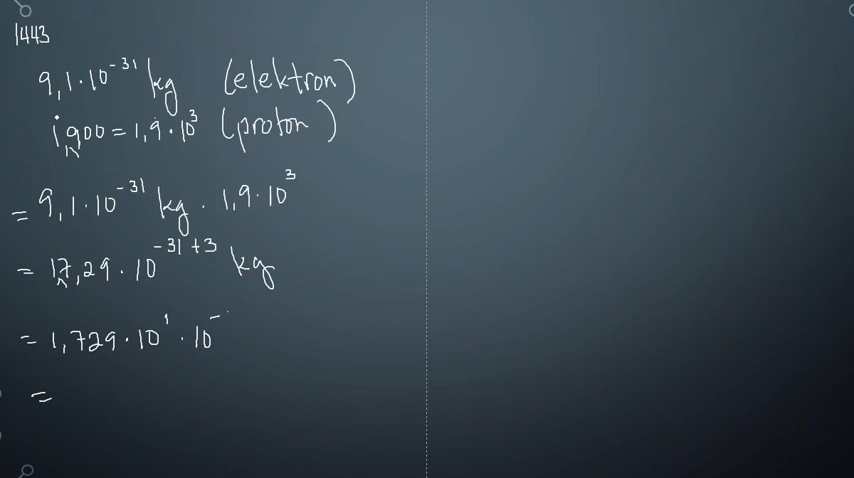 1443
9,1·10⁻³¹ kg (elektron)
1900 = 1,9·10³ (proton)
= 9,1·10⁻³¹ kg · 1,9·10³
= 17,29·10⁻³¹⁺³ kg
= 1,729·10¹·10⁻
=